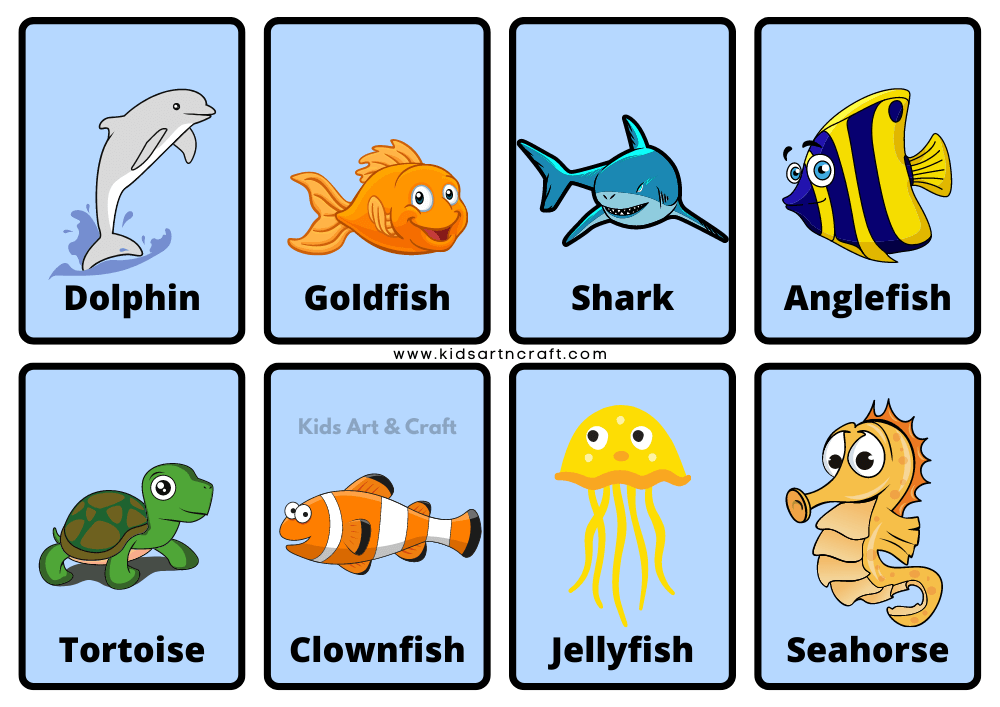 Dolphin
Goldfish
Shark
Anglefish
www.kidsartncraft.com
Kids Art & Craft
Tortoise
Clownfish
Jellyfish
Seahorse